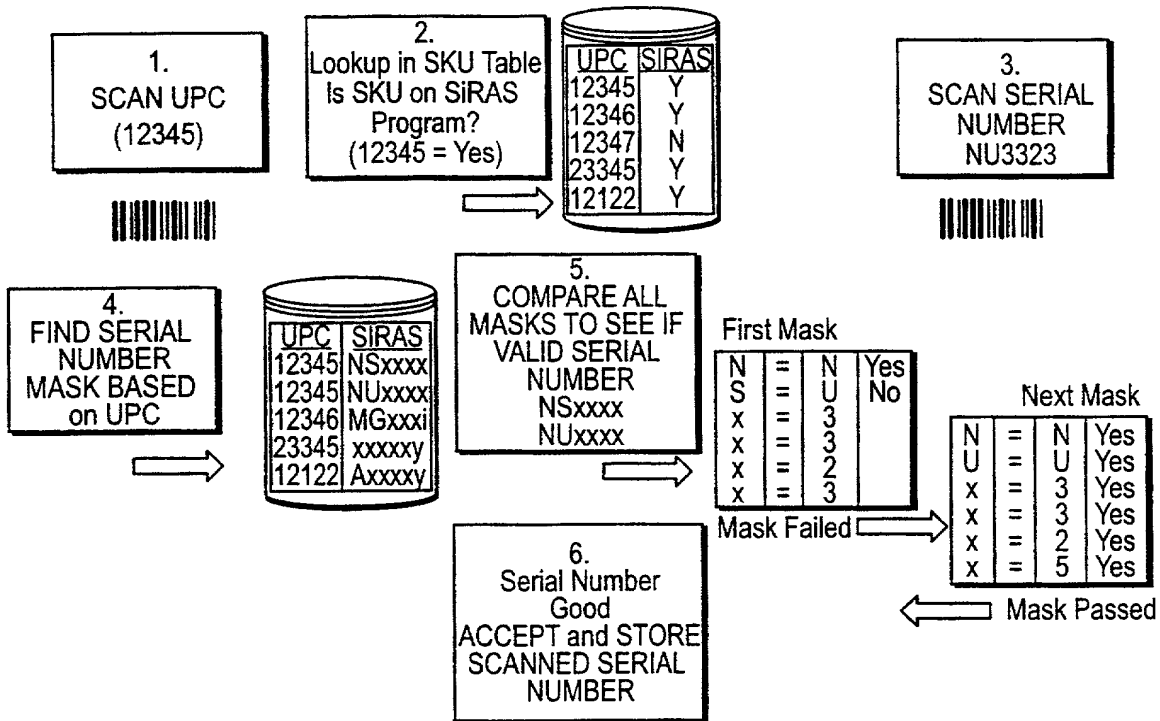 1.
SCAN UPC
(12345)
2.
Lookup in SKU Table
Is SKU on SiRAS
Program?
(12345 = Yes)
UPC SIRAS
12345 Y
12346 Y
12347 N
23345 Y
12122 Y
3.
SCAN SERIAL
NUMBER
NU3323
4.
FIND SERIAL
NUMBER
MASK BASED
on UPC
UPC SiRAS
12345 NSxxxx
12345 NUxxxx
12346 MGxxxi
23345 xxxxxy
12122 Axxxxy
5.
COMPARE ALL
MASKS TO SEE IF
VALID SERIAL
NUMBER
NSxxxx
NUxxxx
First Mask
N = N Yes
S = U No
x = 3
x = 3
x = 2
x = 3
Mask Failed
Next Mask
N = N Yes
U = U Yes
x = 3 Yes
x = 3 Yes
x = 2 Yes
x = 5 Yes
Mask Passed
6.
Serial Number
Good
ACCEPT and STORE
SCANNED SERIAL
NUMBER